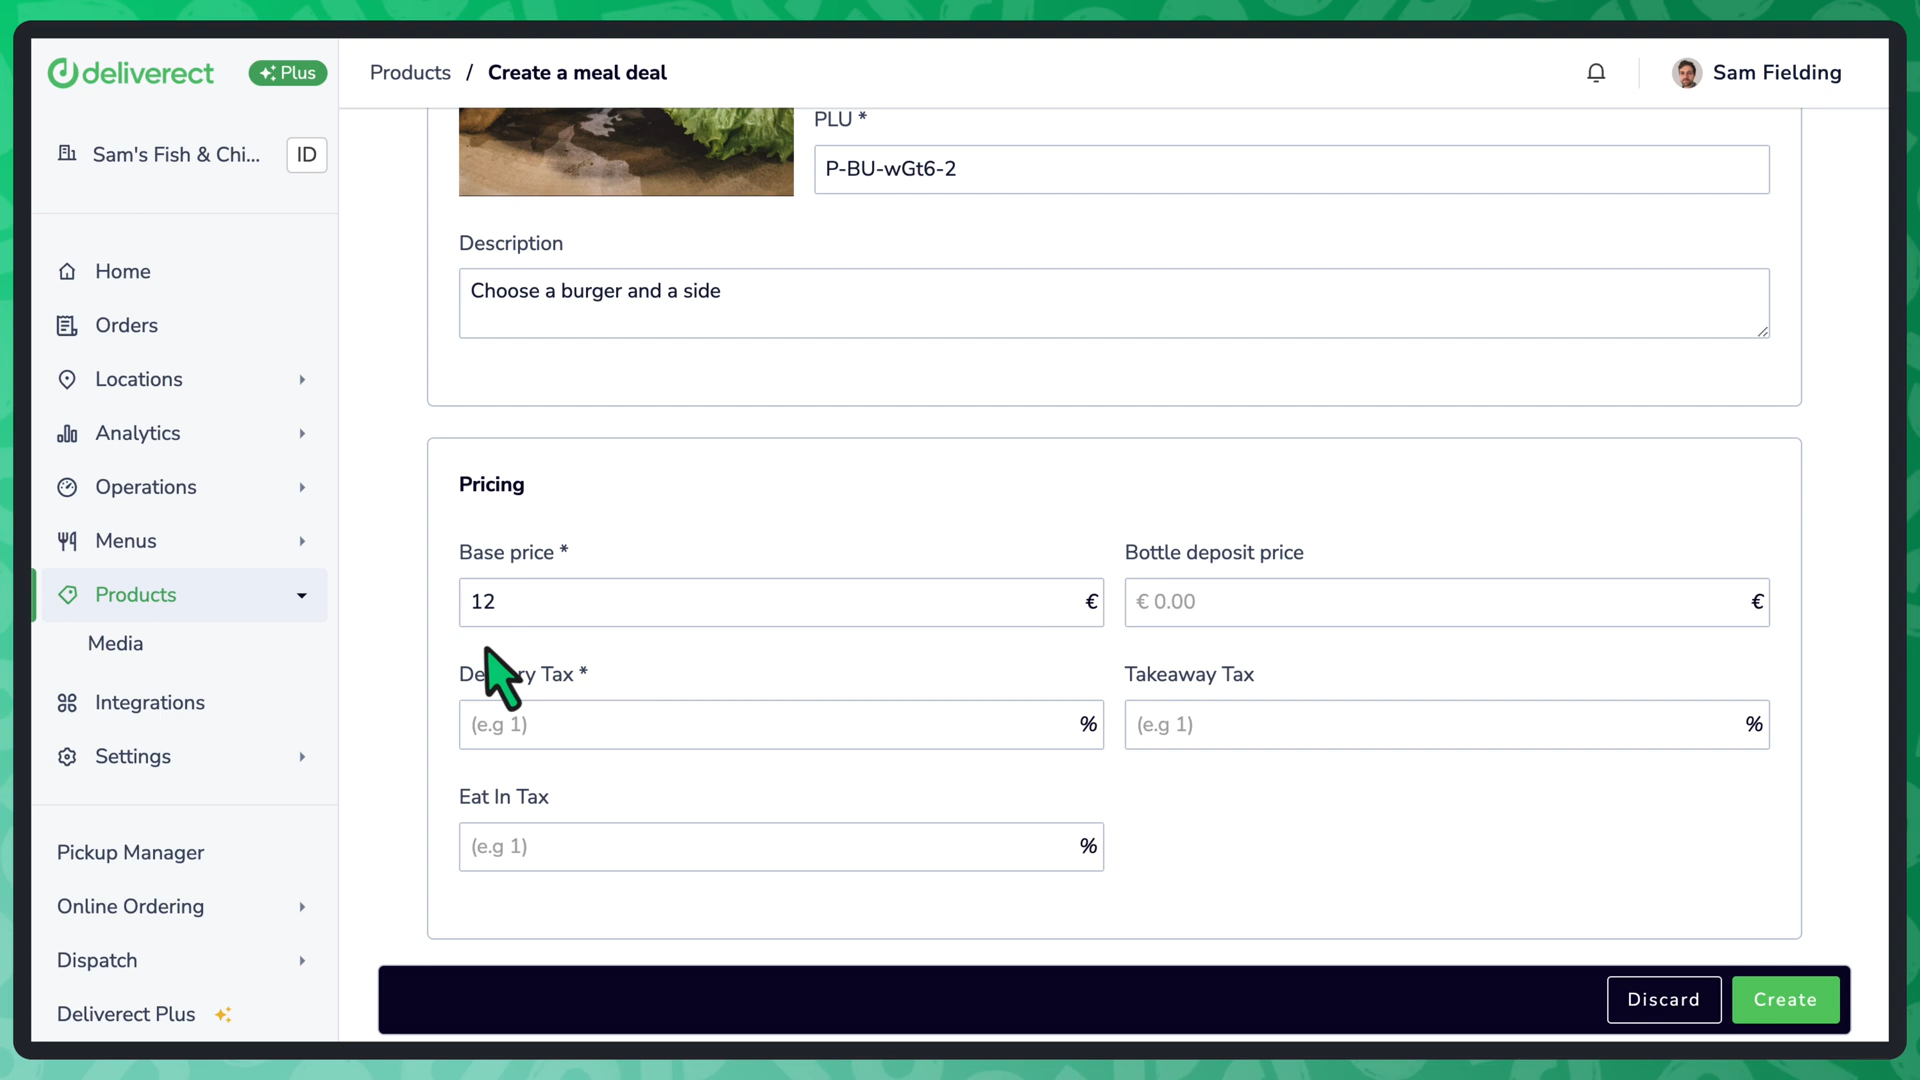 deliverect
Plus
Products / Create a meal deal
Sam Fielding
Sam's Fish & Chi...
ID
Home
Orders
Locations
Analytics
Operations
Menus
Products
Media
Integrations
Settings
Pickup Manager
Online Ordering
Dispatch
Deliverect Plus
PLU *
P-BU-wGt6-2
Description
Choose a burger and a side
Pricing
Base price *
12 €
Bottle deposit price
€ 0.00 €
Tax *
(e.g 1) %
Takeaway Tax
(e.g 1) %
Eat In Tax
(e.g 1) %
Discard
Create